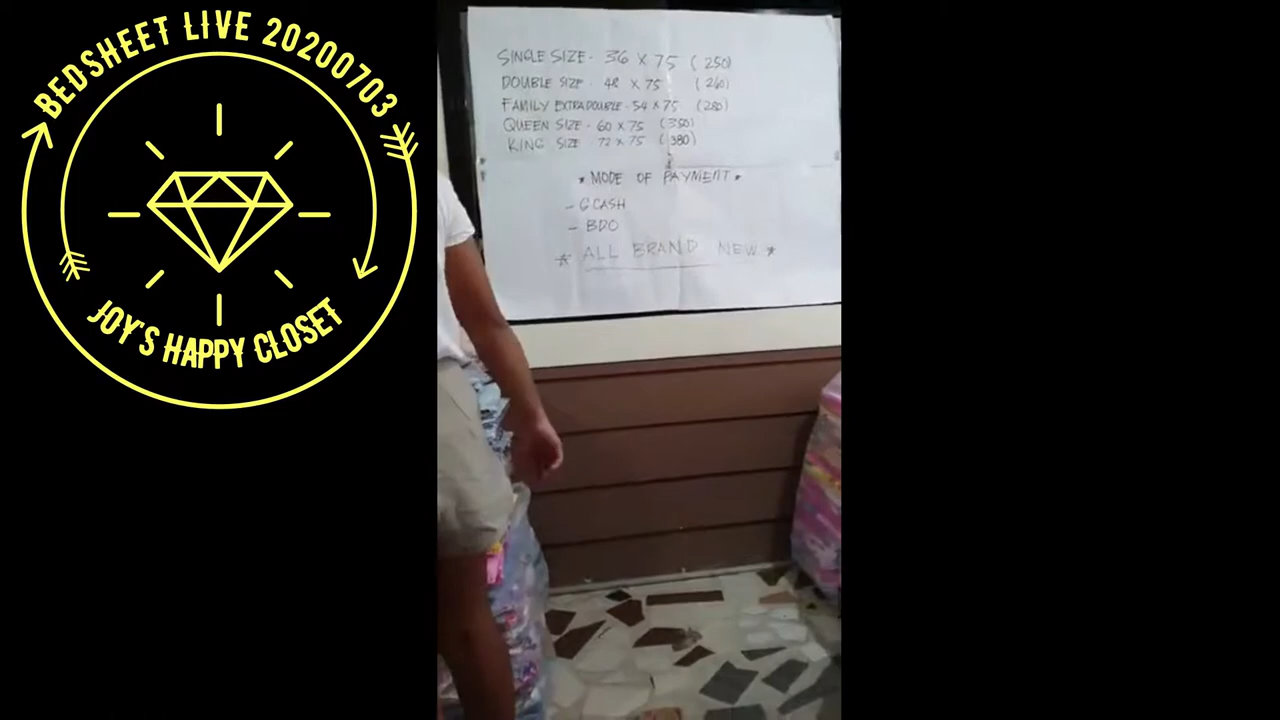 BEDSHEET LIVE 20200703
JOY'S HAPPY CLOSET
SINGLE SIZE - 36 X 75 (250)
DOUBLE SIZE - 48 X 75 (260)
FAMILY EXTRA DOUBLE - 54 X 75 (280)
QUEEN SIZE - 60 X 75 (350)
KING SIZE - 72 X 75 (380)
* MODE OF PAYMENT *
- GCASH
- BDO
* ALL BRAND NEW *